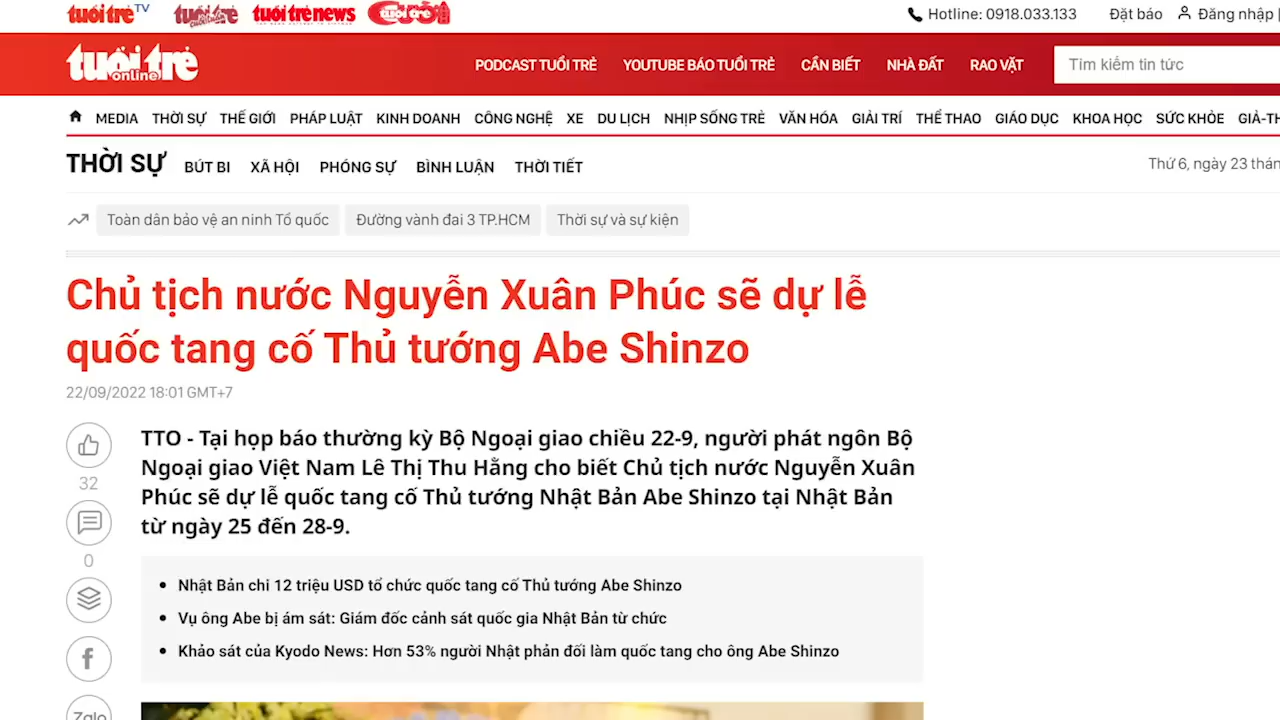 tuổi trẻ TV
tuổi trẻ
tuổi trẻ news
tuổi trẻ Cười
Hotline: 0918.033.133
Đặt báo
Đăng nhập
tuổi trẻ online
PODCAST TUỔI TRẺ YOUTUBE BÁO TUỔI TRẺ CẦN BIẾT NHÀ ĐẤT RAO VẶT
Tìm kiếm tin tức
MEDIA THỜI SỰ THẾ GIỚI PHÁP LUẬT KINH DOANH CÔNG NGHỆ XE DU LỊCH NHỊP SỐNG TRẺ VĂN HÓA GIẢI TRÍ THỂ THAO GIÁO DỤC KHOA HỌC SỨC KHỎE GIẢ-TH
THỜI SỰ BÚT BI XÃ HỘI PHÓNG SỰ BÌNH LUẬN THỜI TIẾT
Thứ 6, ngày 23 thán
Toàn dân bảo vệ an ninh Tổ quốc Đường vành đai 3 TP.HCM Thời sự và sự kiện
Chủ tịch nước Nguyễn Xuân Phúc sẽ dự lễ
quốc tang cố Thủ tướng Abe Shinzo
22/09/2022 18:01 GMT+7
TTO - Tại họp báo thường kỳ Bộ Ngoại giao chiều 22-9, người phát ngôn Bộ
Ngoại giao Việt Nam Lê Thị Thu Hằng cho biết Chủ tịch nước Nguyễn Xuân
Phúc sẽ dự lễ quốc tang cố Thủ tướng Nhật Bản Abe Shinzo tại Nhật Bản
từ ngày 25 đến 28-9.
32
0
Nhật Bản chi 12 triệu USD tổ chức quốc tang cố Thủ tướng Abe Shinzo
Vụ ông Abe bị ám sát: Giám đốc cảnh sát quốc gia Nhật Bản từ chức
Khảo sát của Kyodo News: Hơn 53% người Nhật phản đối làm quốc tang cho ông Abe Shinzo
Zalo